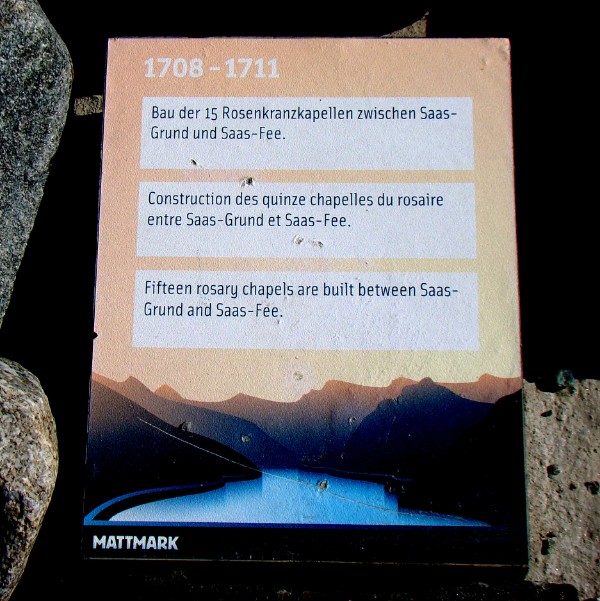 1708 – 1711
Bau der 15 Rosenkranzkapellen zwischen Saas-
Grund und Saas-Fee.
Construction des quinze chapelles du rosaire
entre Saas-Grund et Saas-Fee.
Fifteen rosary chapels are built between Saas-
Grund and Saas-Fee.
MATTMARK